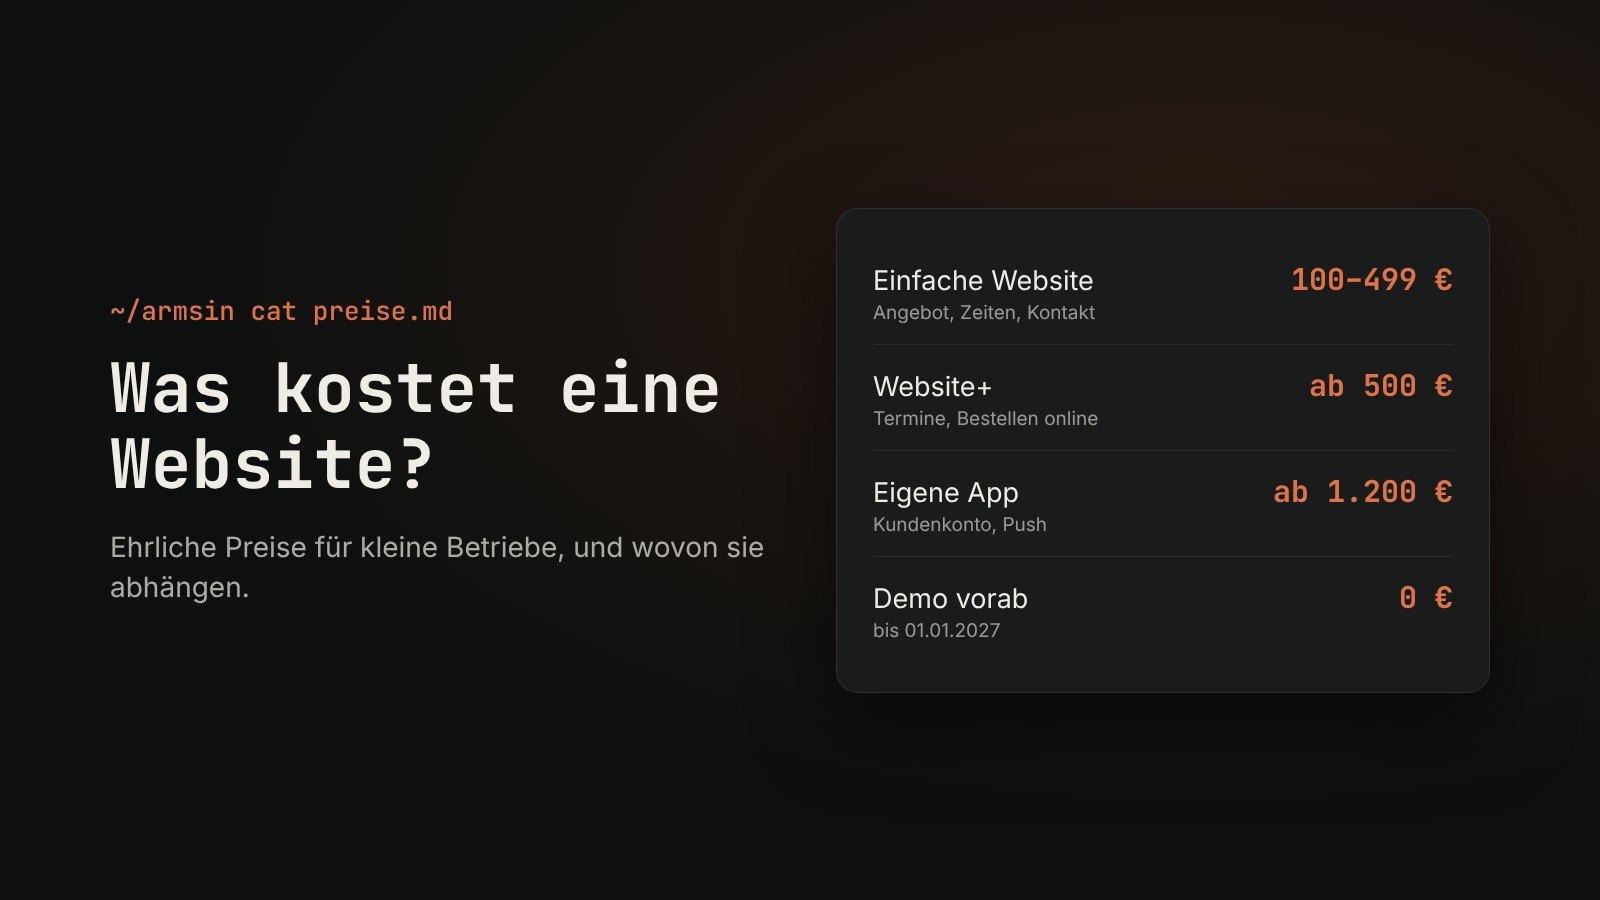 ~/armsin cat preise.md
Was kostet eine
Website?
Ehrliche Preise für kleine Betriebe, und wovon sie
abhängen.
Einfache Website 100–499 €
Angebot, Zeiten, Kontakt
Website+ ab 500 €
Termine, Bestellen online
Eigene App ab 1.200 €
Kundenkonto, Push
Demo vorab 0 €
bis 01.01.2027